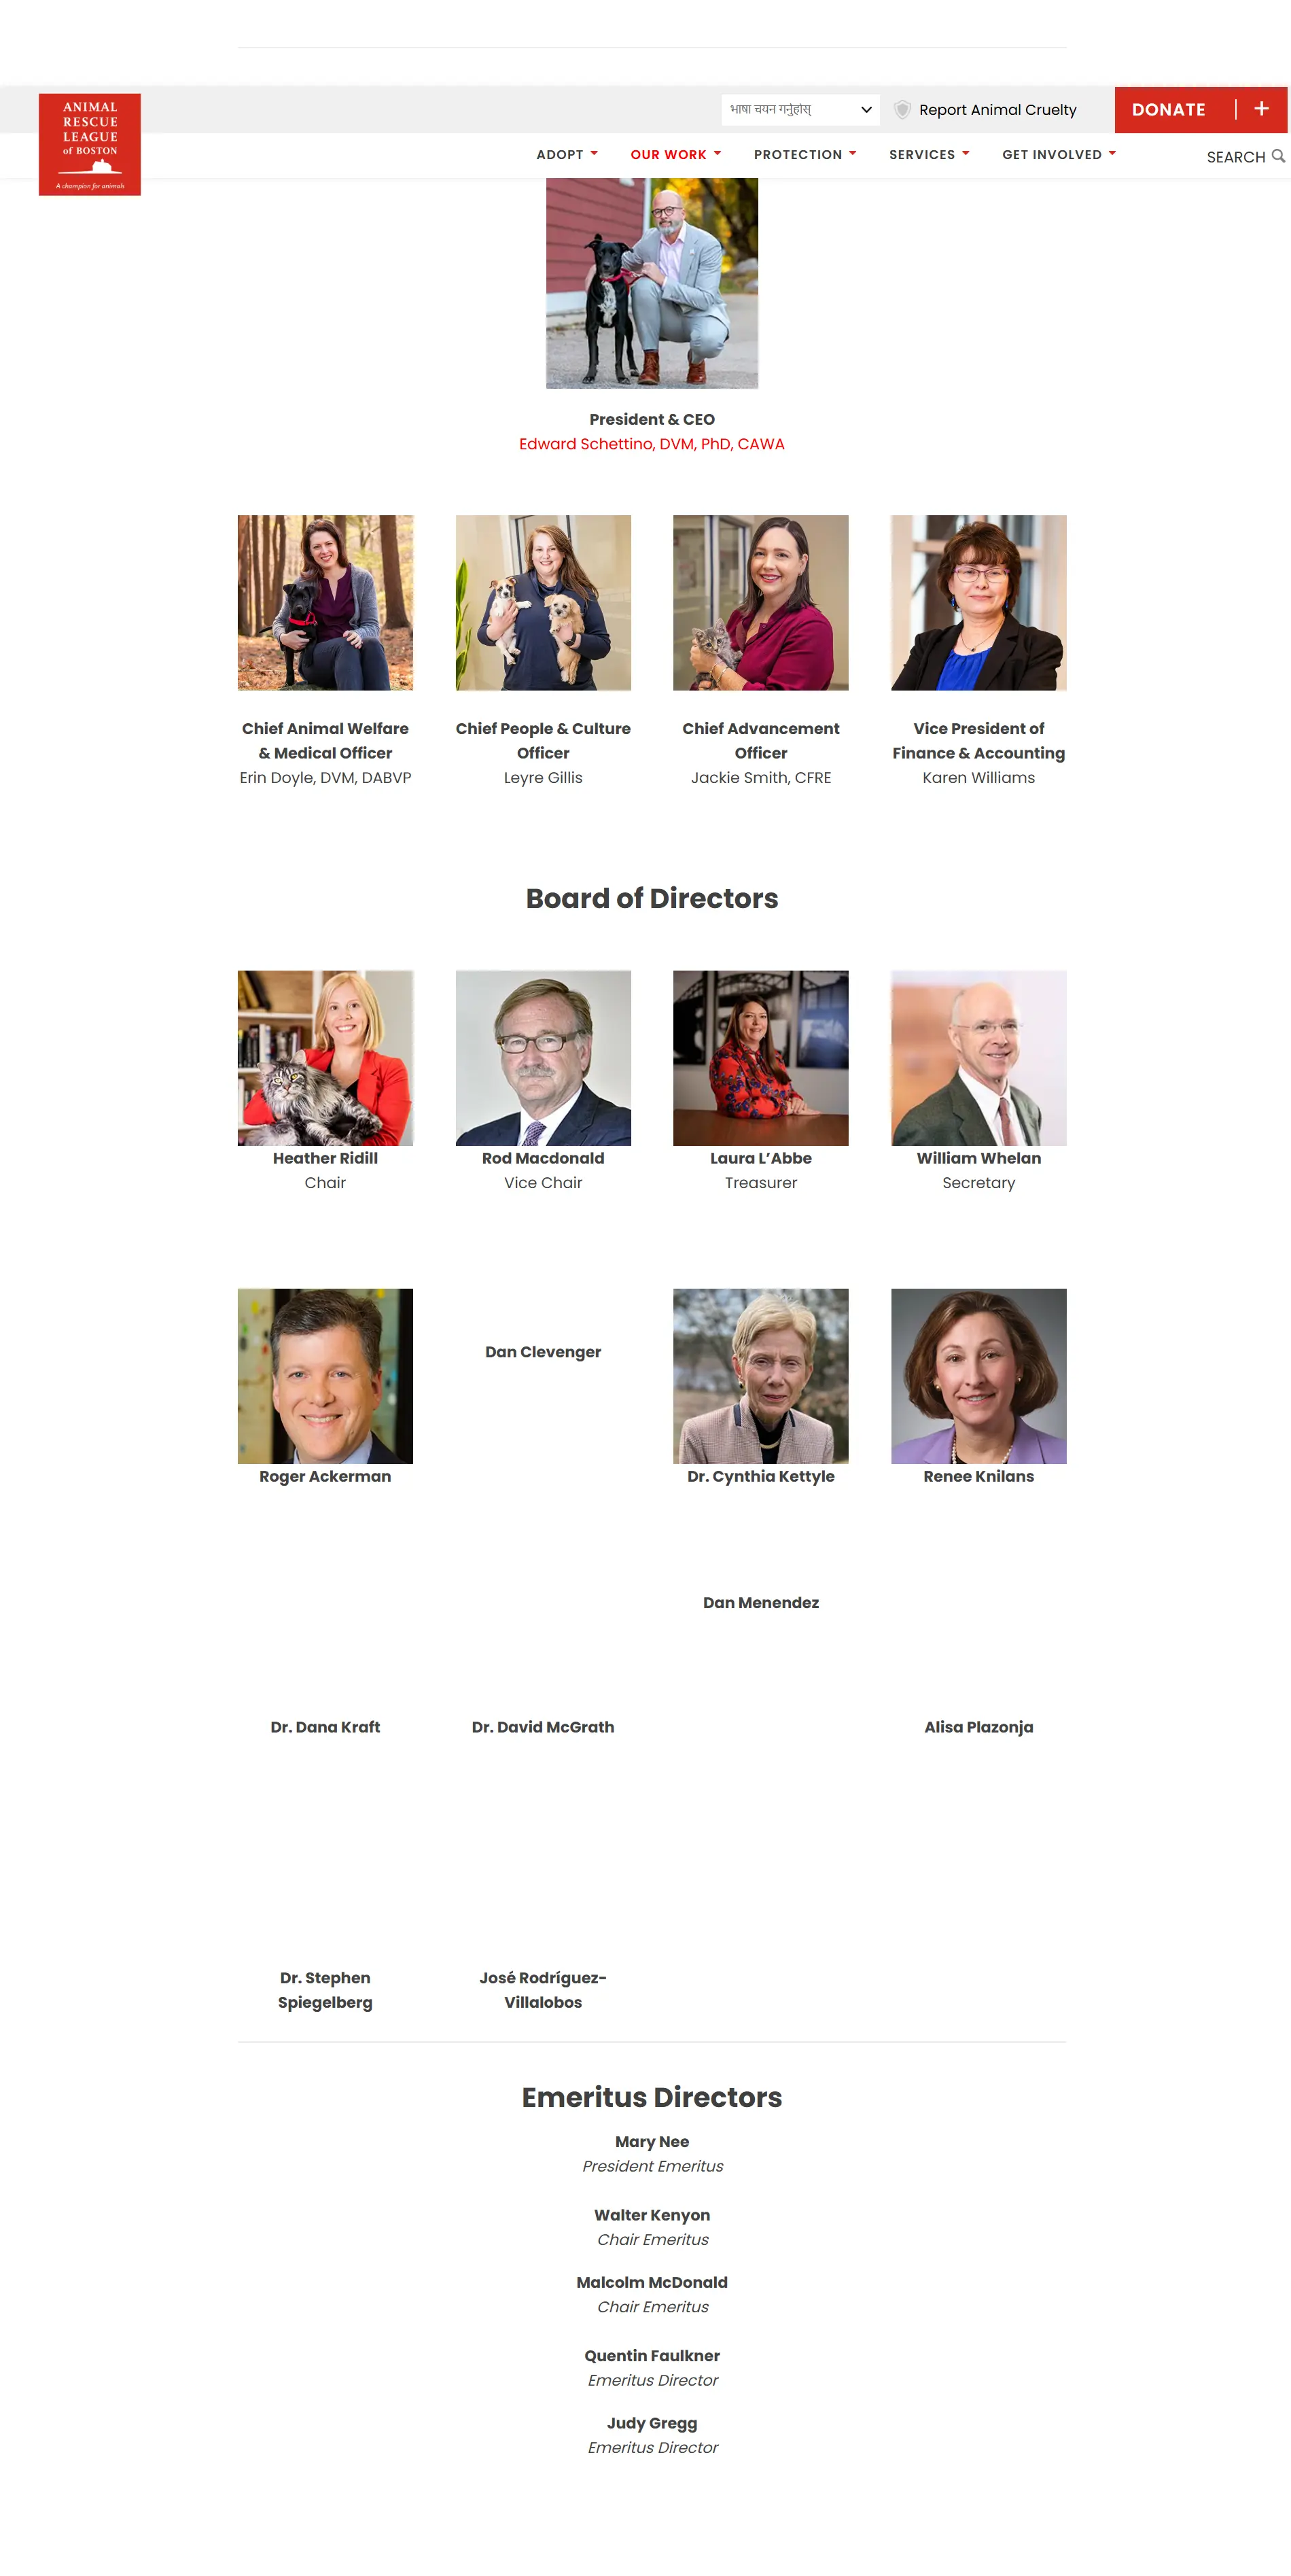 ANIMAL
RESCUE
LEAGUE
of BOSTON
A champion for animals
भाषा चयन गर्नुहोस्
Report Animal Cruelty
DONATE
+
ADOPT
OUR WORK
PROTECTION
SERVICES
GET INVOLVED
SEARCH
President & CEO
Edward Schettino, DVM, PhD, CAWA
Chief Animal Welfare
& Medical Officer
Erin Doyle, DVM, DABVP
Chief People & Culture
Officer
Leyre Gillis
Chief Advancement
Officer
Jackie Smith, CFRE
Vice President of
Finance & Accounting
Karen Williams
Board of Directors
Heather Ridill
Chair
Rod Macdonald
Vice Chair
Laura L’Abbe
Treasurer
William Whelan
Secretary
Roger Ackerman
Dan Clevenger
Dr. Cynthia Kettyle
Renee Knilans
Dr. Dana Kraft
Dr. David McGrath
Dan Menendez
Alisa Plazonja
Dr. Stephen
Spiegelberg
José Rodríguez-
Villalobos
Emeritus Directors
Mary Nee
President Emeritus
Walter Kenyon
Chair Emeritus
Malcolm McDonald
Chair Emeritus
Quentin Faulkner
Emeritus Director
Judy Gregg
Emeritus Director